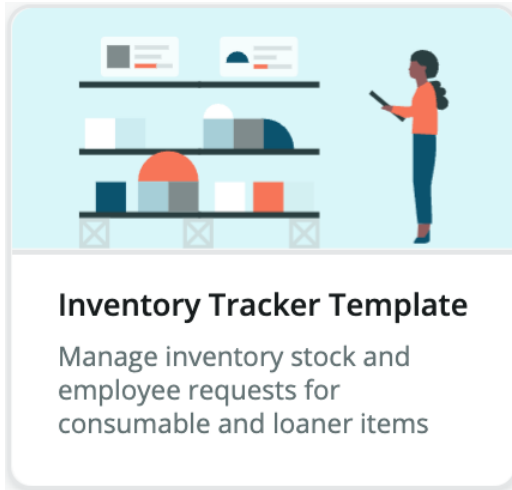 Inventory Tracker Template
Manage inventory stock and
employee requests for
consumable and loaner items